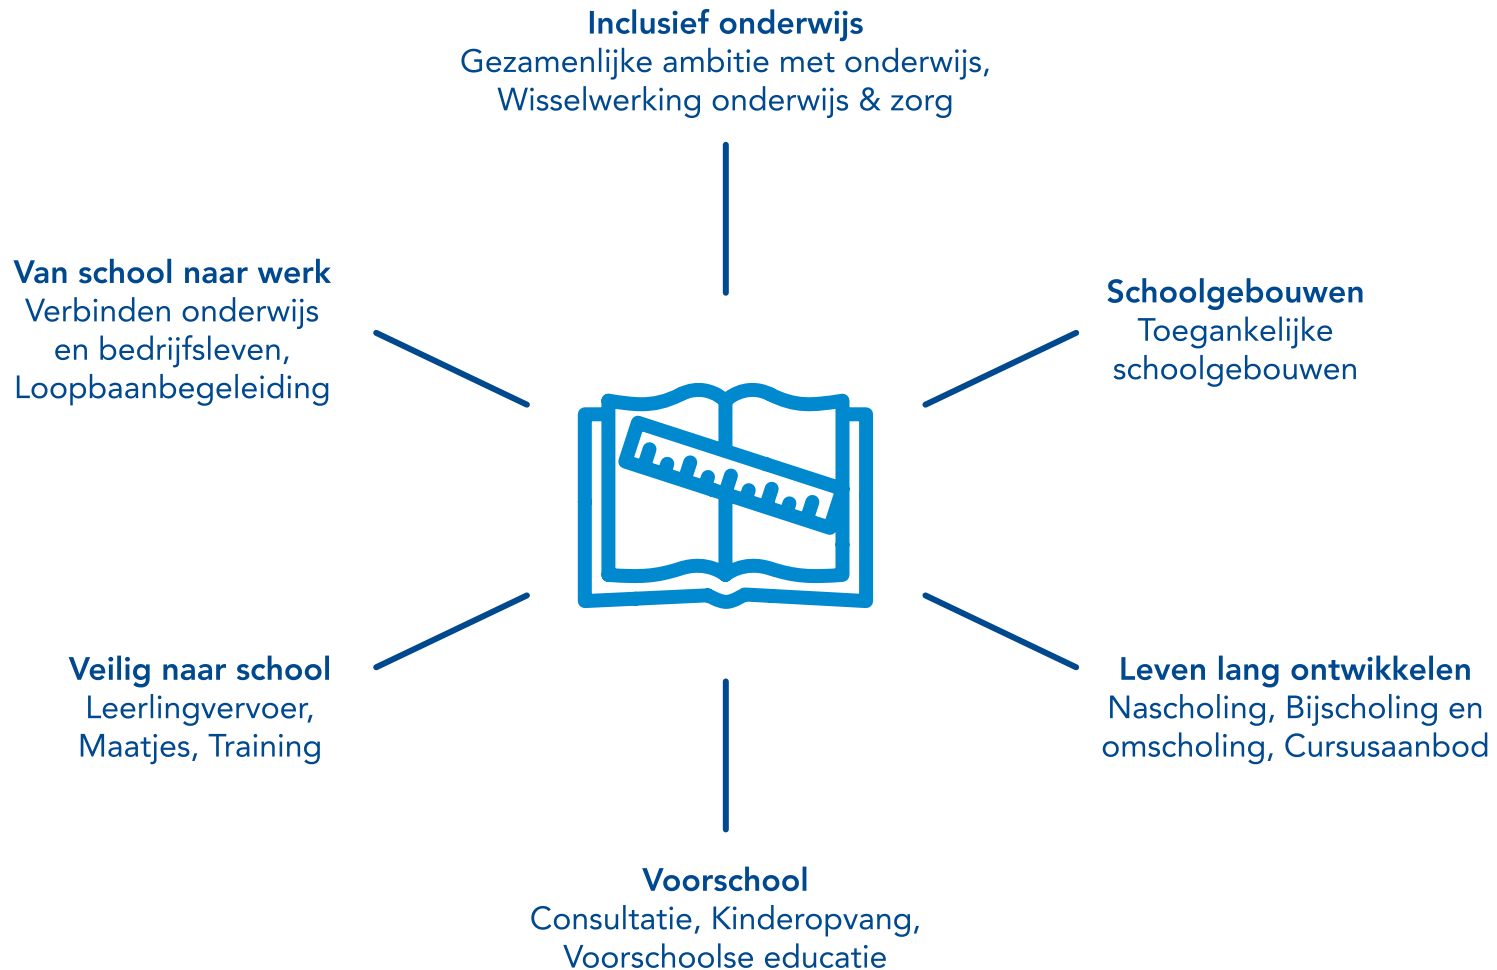 Inclusief onderwijs
Gezamenlijke ambitie met onderwijs,
Wisselwerking onderwijs & zorg
Van school naar werk
Verbinden onderwijs
en bedrijfsleven,
Loopbaanbegeleiding
Schoolgebouwen
Toegankelijke
schoolgebouwen
Veilig naar school
Leerlingvervoer,
Maatjes, Training
Leven lang ontwikkelen
Nascholing, Bijscholing en
omscholing, Cursusaanbod
Voorschool
Consultatie, Kinderopvang,
Voorschoolse educatie